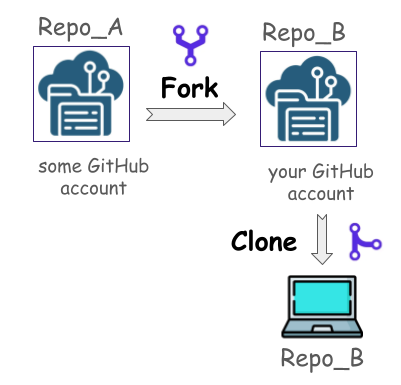 Repo_A
Repo_B
Fork
some GitHub
account
your GitHub
account
Clone
Repo_B